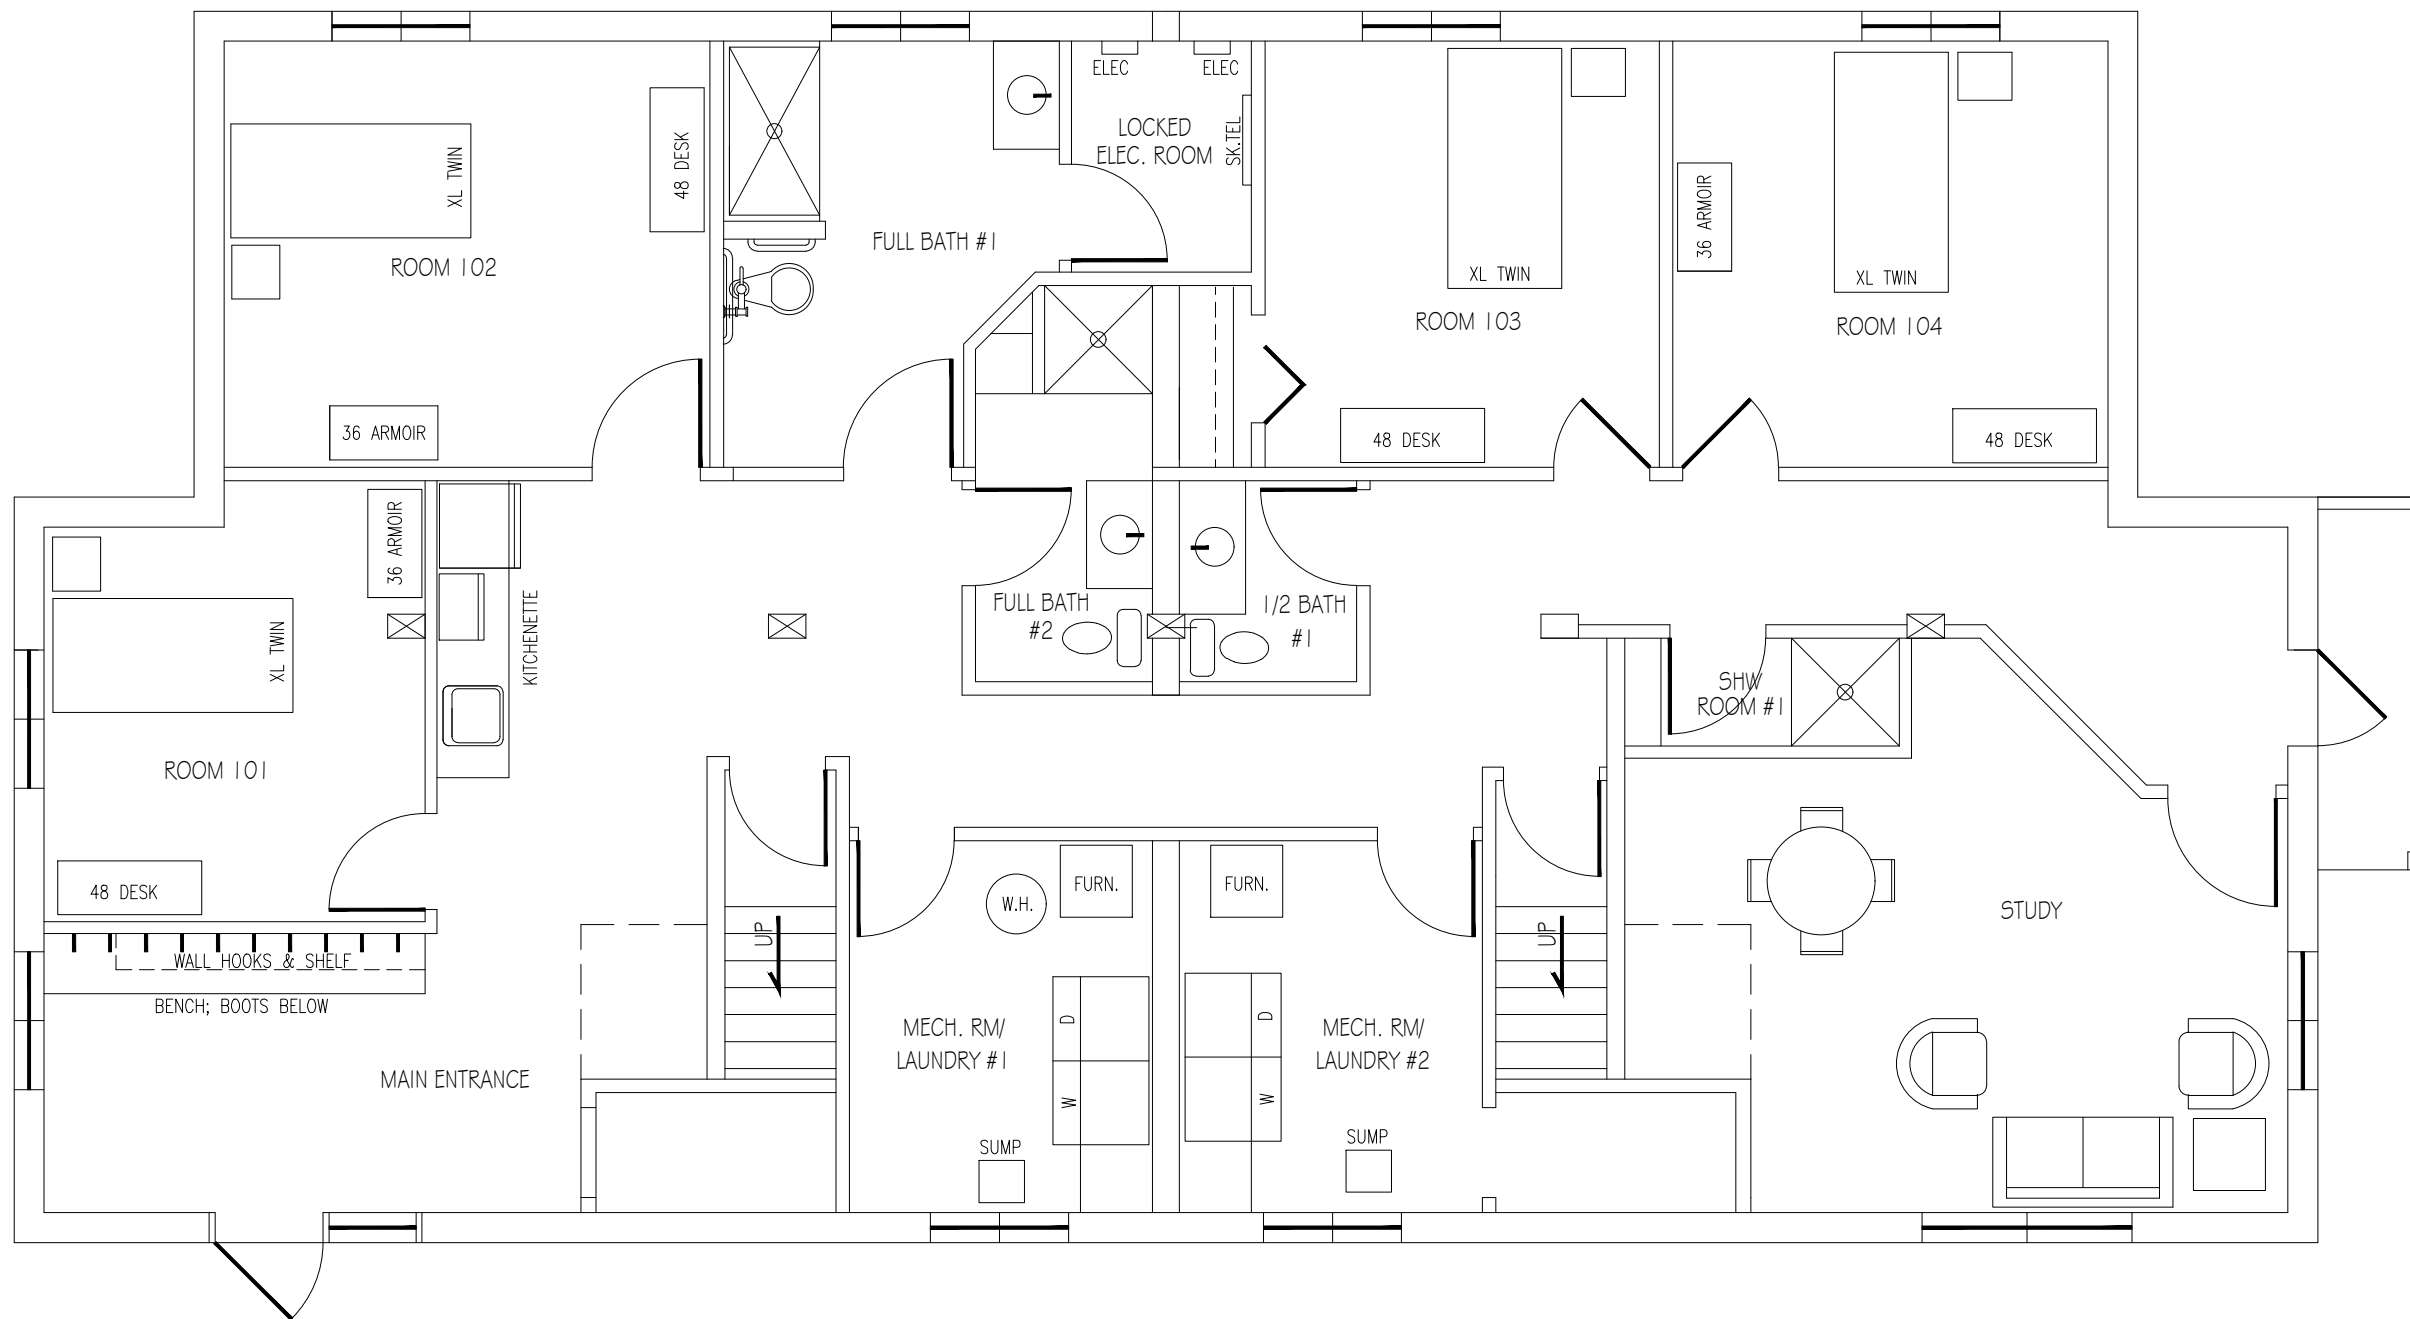 ELEC
ELEC
LOCKED
ELEC. ROOM
SK.TEL
XL TWIN
48 DESK
ROOM 102
36 ARMOIR
FULL BATH #1
XL TWIN
ROOM 103
48 DESK
36 ARMOIR
XL TWIN
ROOM 104
48 DESK
36 ARMOIR
XL TWIN
ROOM 101
48 DESK
KITCHENETTE
FULL BATH
#2
1/2 BATH
#1
SHW
ROOM #1
WALL HOOKS & SHELF
BENCH; BOOTS BELOW
MAIN ENTRANCE
UP
W.H.
FURN.
MECH. RM/
LAUNDRY #1
D
W
SUMP
FURN.
D
W
MECH. RM/
LAUNDRY #2
SUMP
UP
STUDY